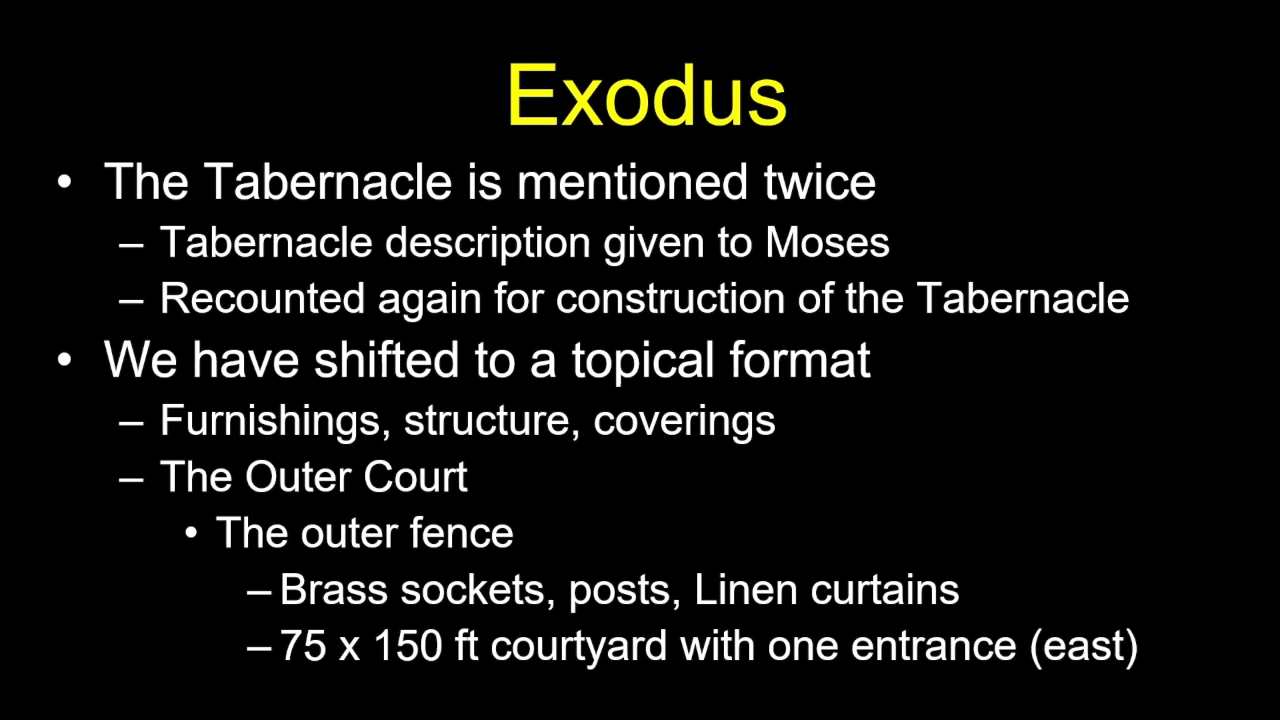 Exodus
• The Tabernacle is mentioned twice
– Tabernacle description given to Moses
– Recounted again for construction of the Tabernacle
• We have shifted to a topical format
– Furnishings, structure, coverings
– The Outer Court
• The outer fence
– Brass sockets, posts, Linen curtains
– 75 x 150 ft courtyard with one entrance (east)